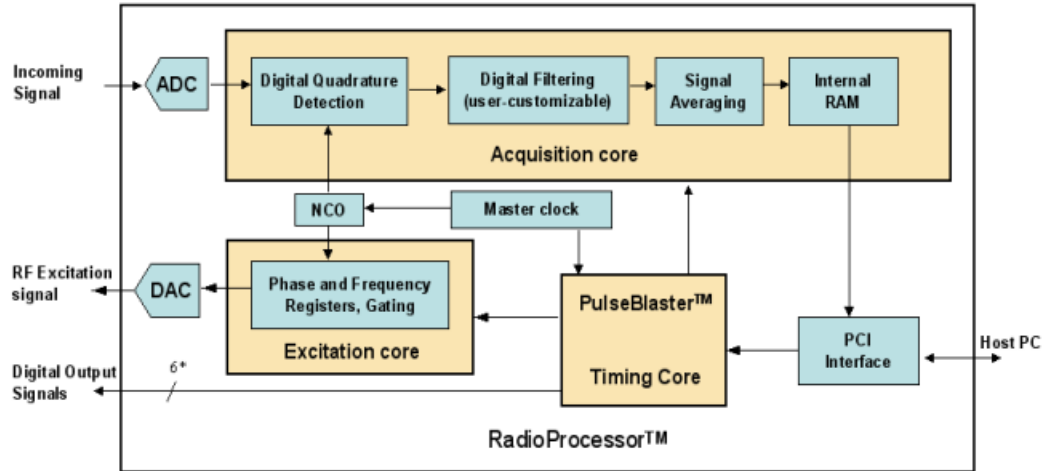 Incoming
Signal
ADC
Digital Quadrature
Detection
Digital Filtering
(user-customizable)
Signal
Averaging
Internal
RAM
Acquisition core
NCO
Master clock
RF Excitation
signal
DAC
Phase and Frequency
Registers, Gating
Excitation core
PulseBlaster™
Timing Core
PCI
Interface
Host PC
Digital Output
Signals
6*
RadioProcessor™